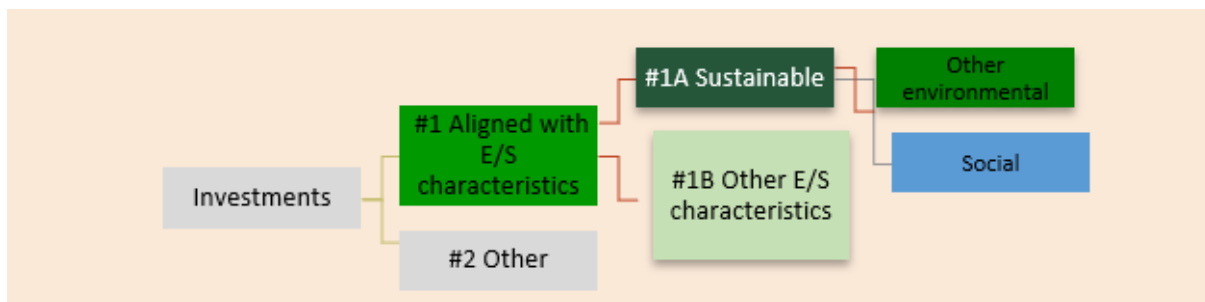 Investments
#1 Aligned with
E/S
characteristics
#2 Other
#1A Sustainable
#1B Other E/S
characteristics
Other
environmental
Social